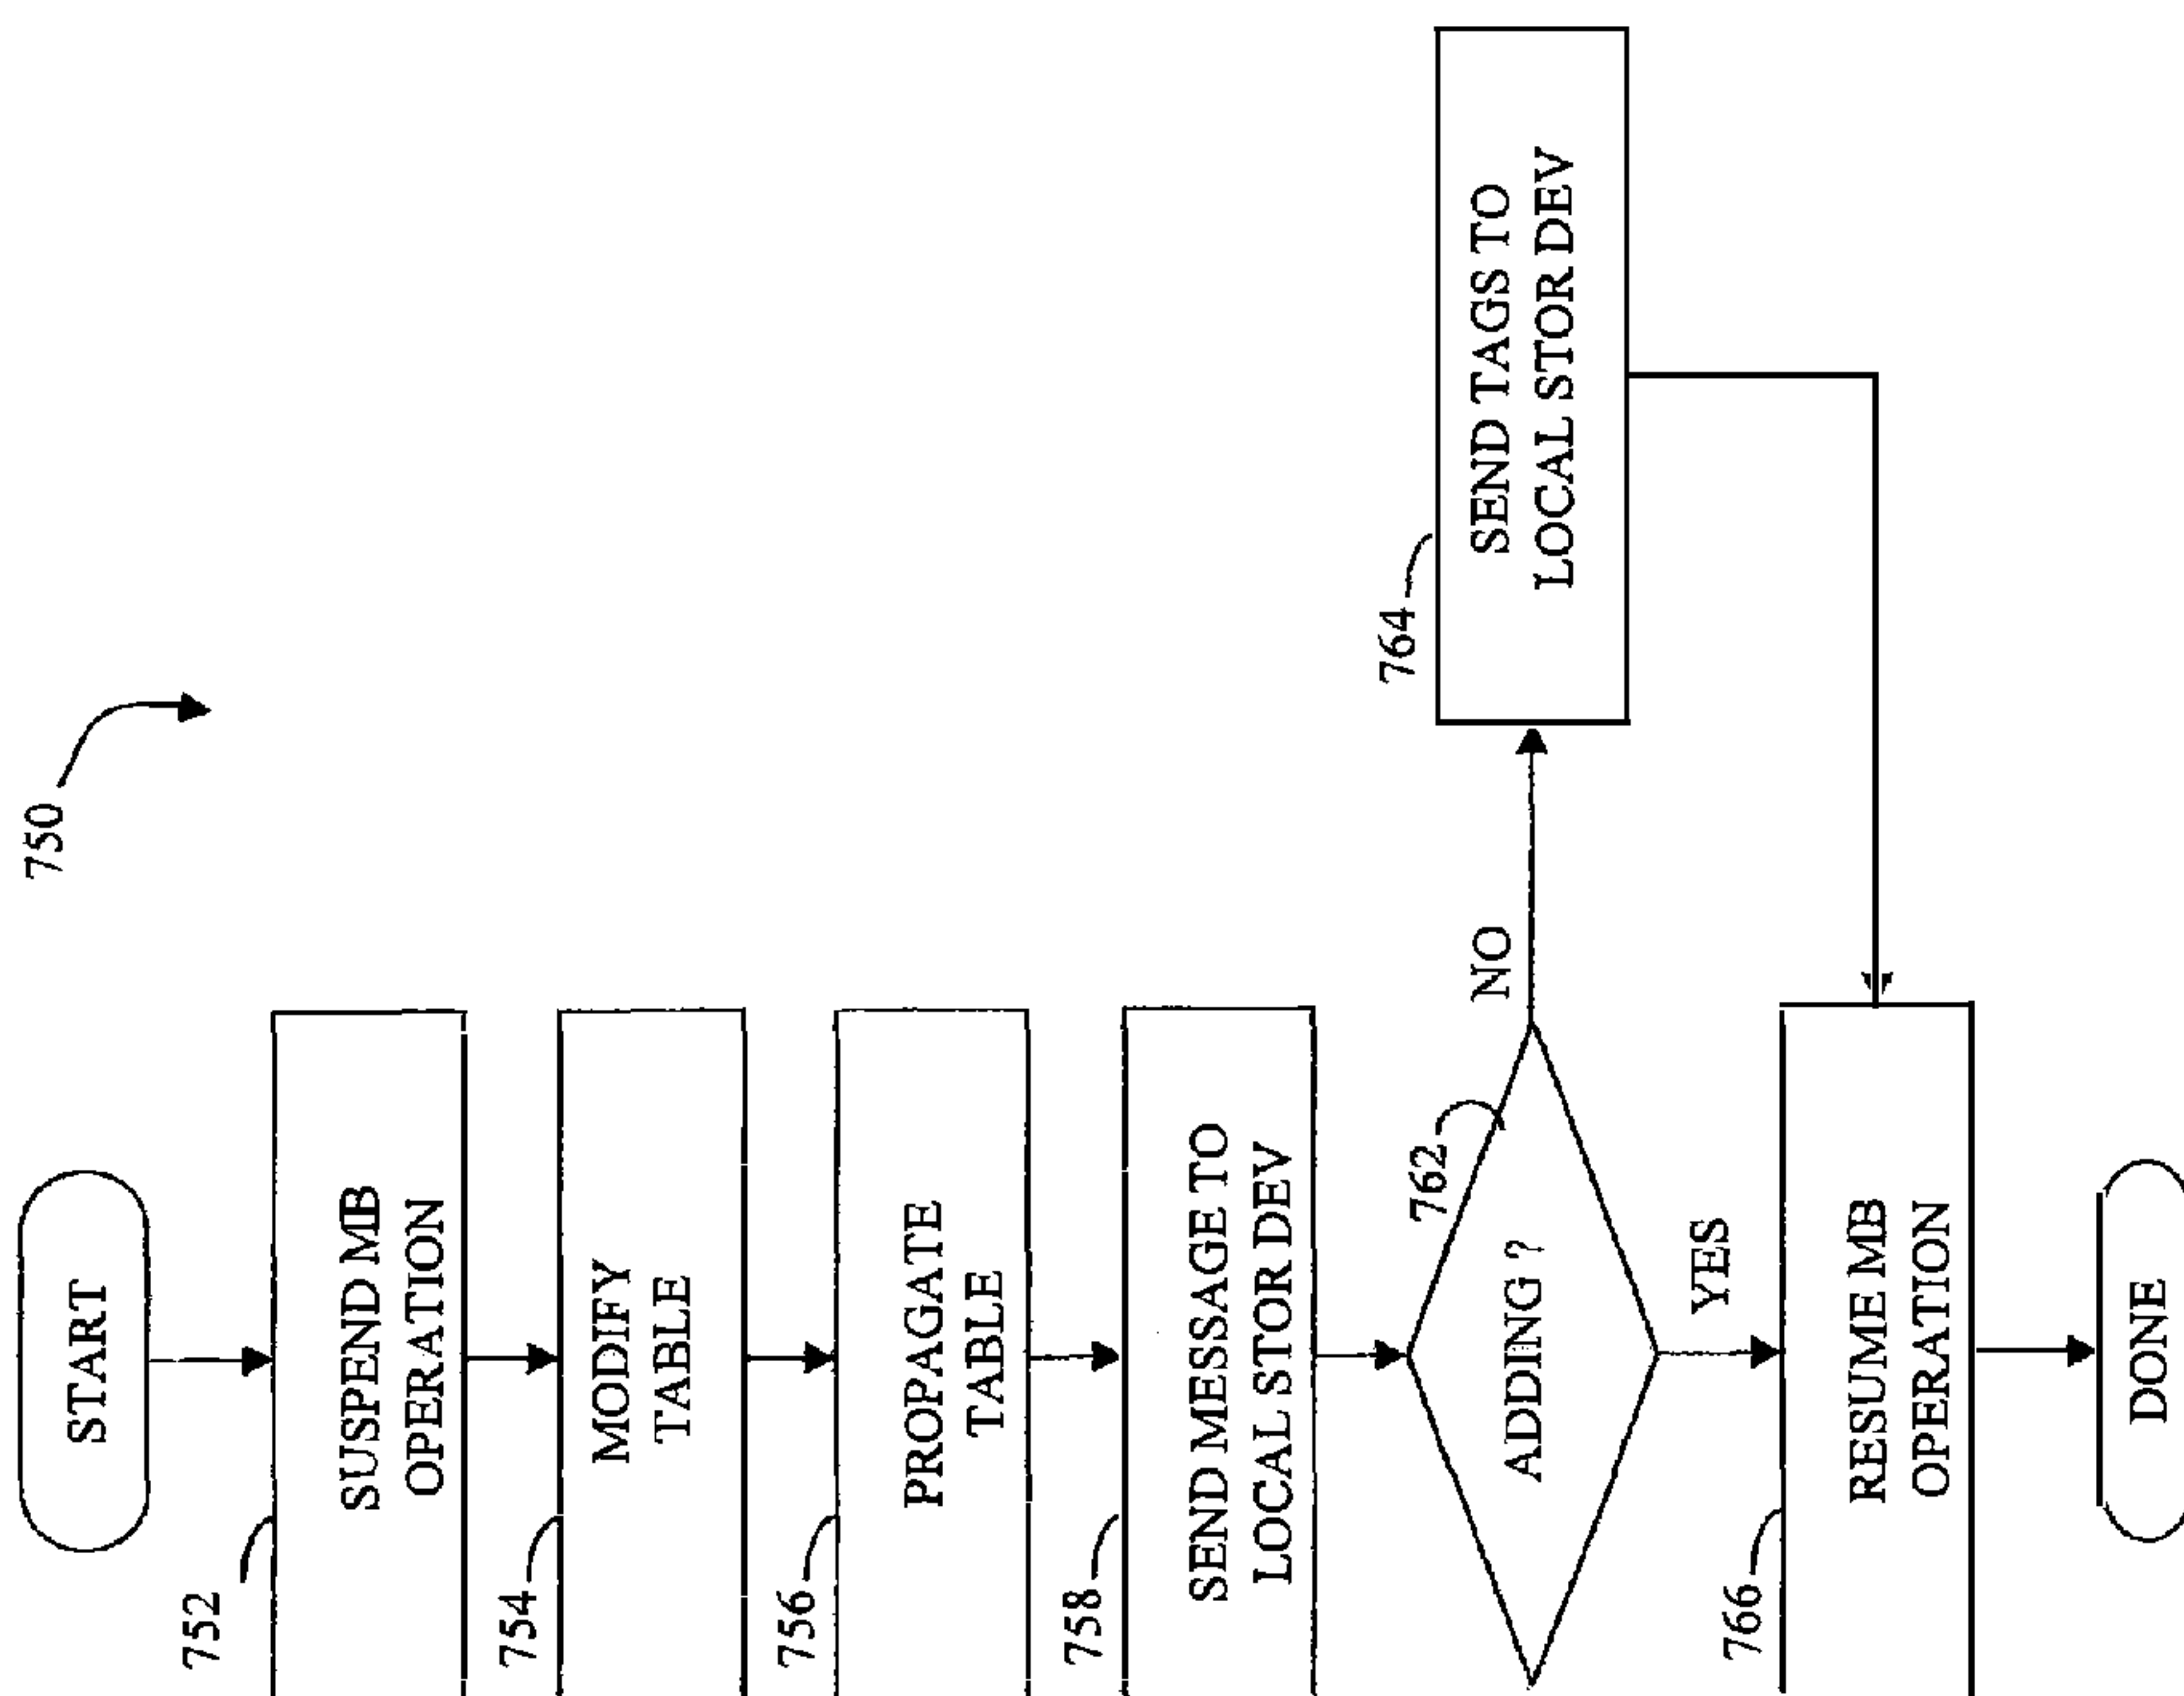 750
START
752
SUSPEND MB
OPERATION
754
MODIFY
TABLE
756
PROPAGATE
TABLE
758
SEND MESSAGE TO
LOCAL STOR DEV
762
ADDING ?
NO
764
SEND TAGS TO
LOCAL STOR DEV
YES
766
RESUME MB
OPERATION
DONE